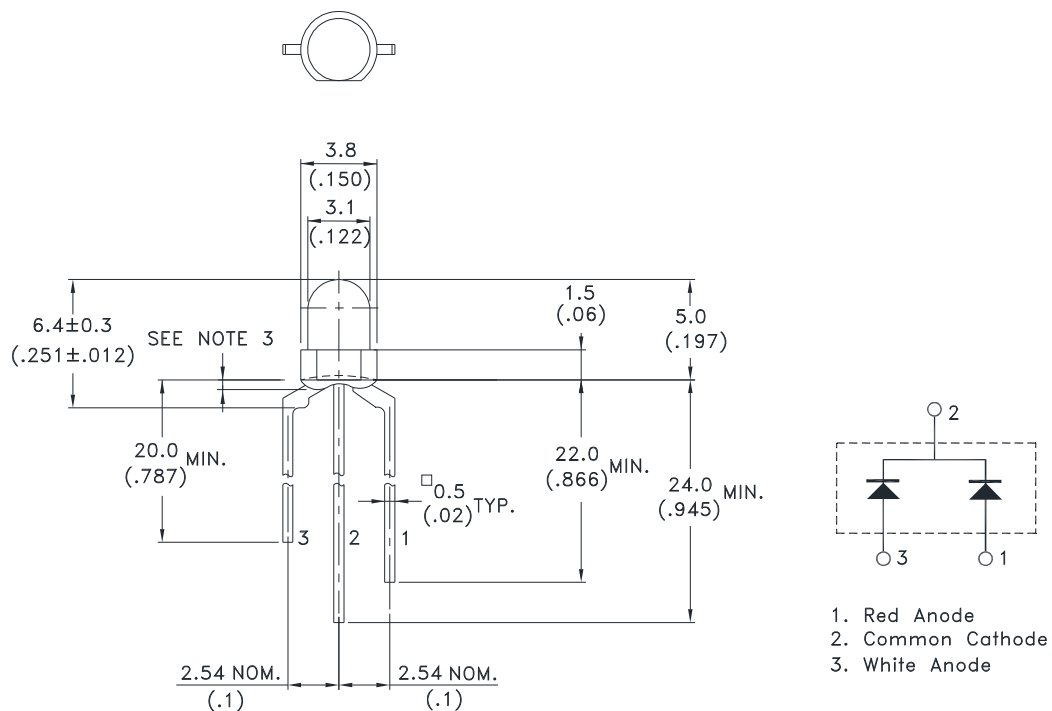 3.8
(.150)
3.1
(.122)
1.5
(.06)
5.0
(.197)
6.4±0.3
(.251±.012)
SEE NOTE 3
20.0 MIN.
(.787)
22.0 MIN.
(.866)
24.0 MIN.
(.945)
□ 0.5 TYP.
(.02)
3
2
1
2.54 NOM.
(.1)
2.54 NOM.
(.1)
2
3
1
1. Red Anode
2. Common Cathode
3. White Anode